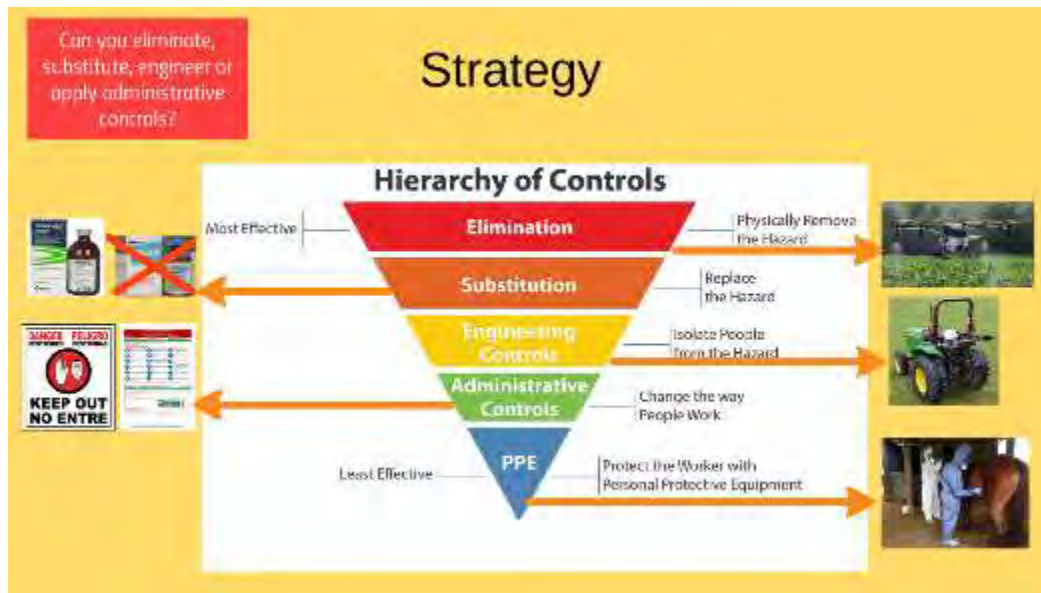 Can you eliminate,
substitute, engineer or
apply administrative
controls?
Strategy
Hierarchy of Controls
Most Effective
Elimination
Physically Remove
the Hazard
Substitution
Replace
the Hazard
Engineering
Controls
Isolate People
from the Hazard
DANGER PELIGRO
KEEP OUT
NO ENTRE
Administrative
Controls
Change the way
People Work
Least Effective
PPE
Protect the Worker with
Personal Protective Equipment